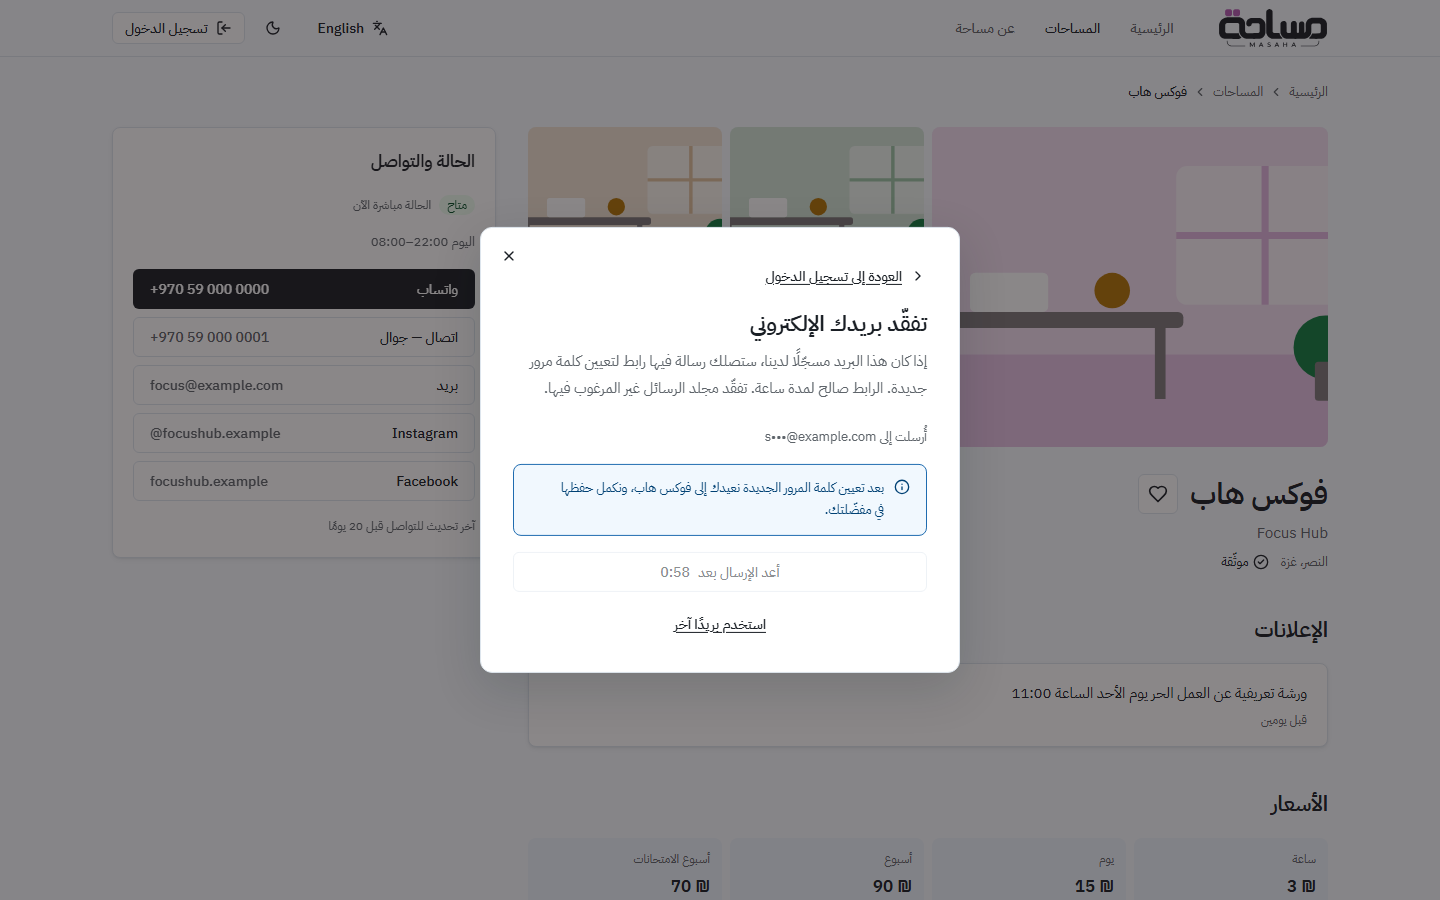 مساحة
MASAHA
الرئيسية
المساحات
عن مساحة
English
تسجيل الدخول
الرئيسية
المساحات
فوكس هاب
العودة إلى تسجيل الدخول
تفقّد بريدك الإلكتروني
إذا كان هذا البريد مسجّلًا لدينا، ستصلك رسالة فيها رابط لتعيين كلمة مرور
جديدة. الرابط صالح لمدة ساعة. تفقّد مجلد الرسائل غير المرغوب فيها.
أُرسلت إلى s•••@example.com
بعد تعيين كلمة المرور الجديدة نعيدك إلى فوكس هاب، ونكمل حفظها
في مفضّلتك.
أعد الإرسال بعد 0:58
استخدم بريدًا آخر
فوكس هاب
Focus Hub
النصر، غزة
موثّقة
الإعلانات
ورشة تعريفية عن العمل الحر يوم الأحد الساعة 11:00
قبل يومين
الأسعار
ساعة
₪ 3
يوم
₪ 15
أسبوع
₪ 90
أسبوع الامتحانات
₪ 70
الحالة والتواصل
متاح
الحالة مباشرة الآن
اليوم 08:00–22:00
واتساب
+970 59 000 0000
اتصال — جوال
+970 59 000 0001
بريد
focus@example.com
Instagram
@focushub.example
Facebook
focushub.example
آخر تحديث للتواصل قبل 20 يومًا